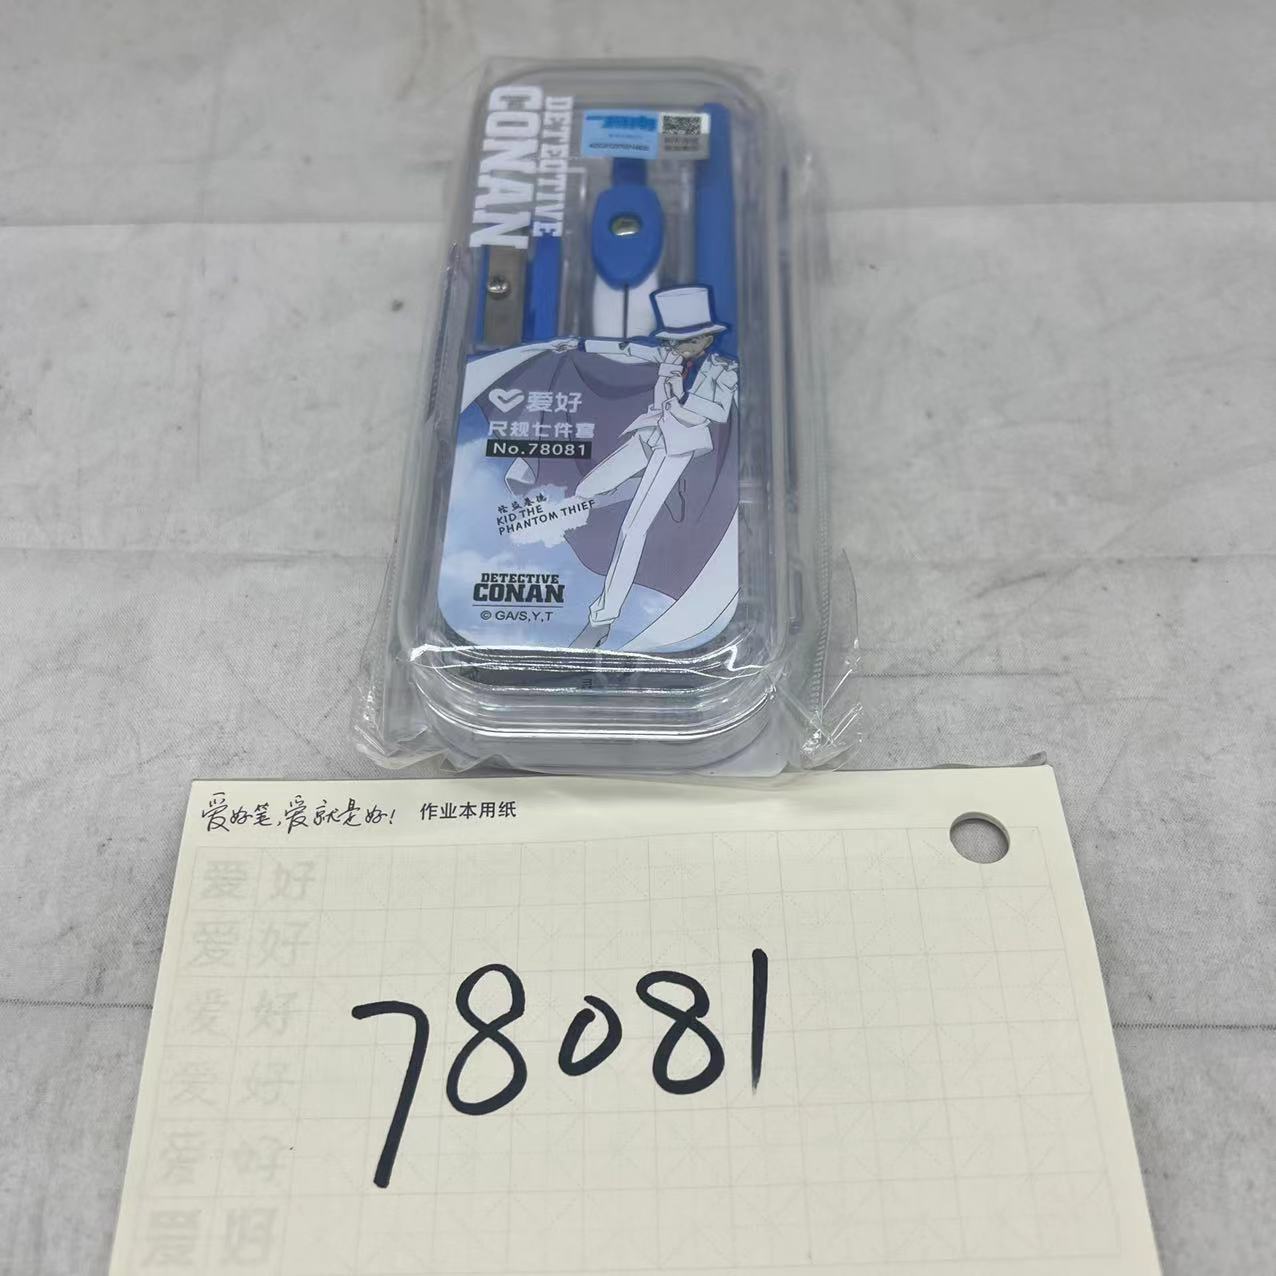 DETECTIVE
CONAN
爱好
尺规七件套
No.78081
怪盗基德
KID THE
PHANTOM THIEF
DETECTIVE
CONAN
© GA/S,Y,T
爱好笔,爱就是好! 作业本用纸
爱好
爱好
爱好
爱好
爱好
爱好
78081